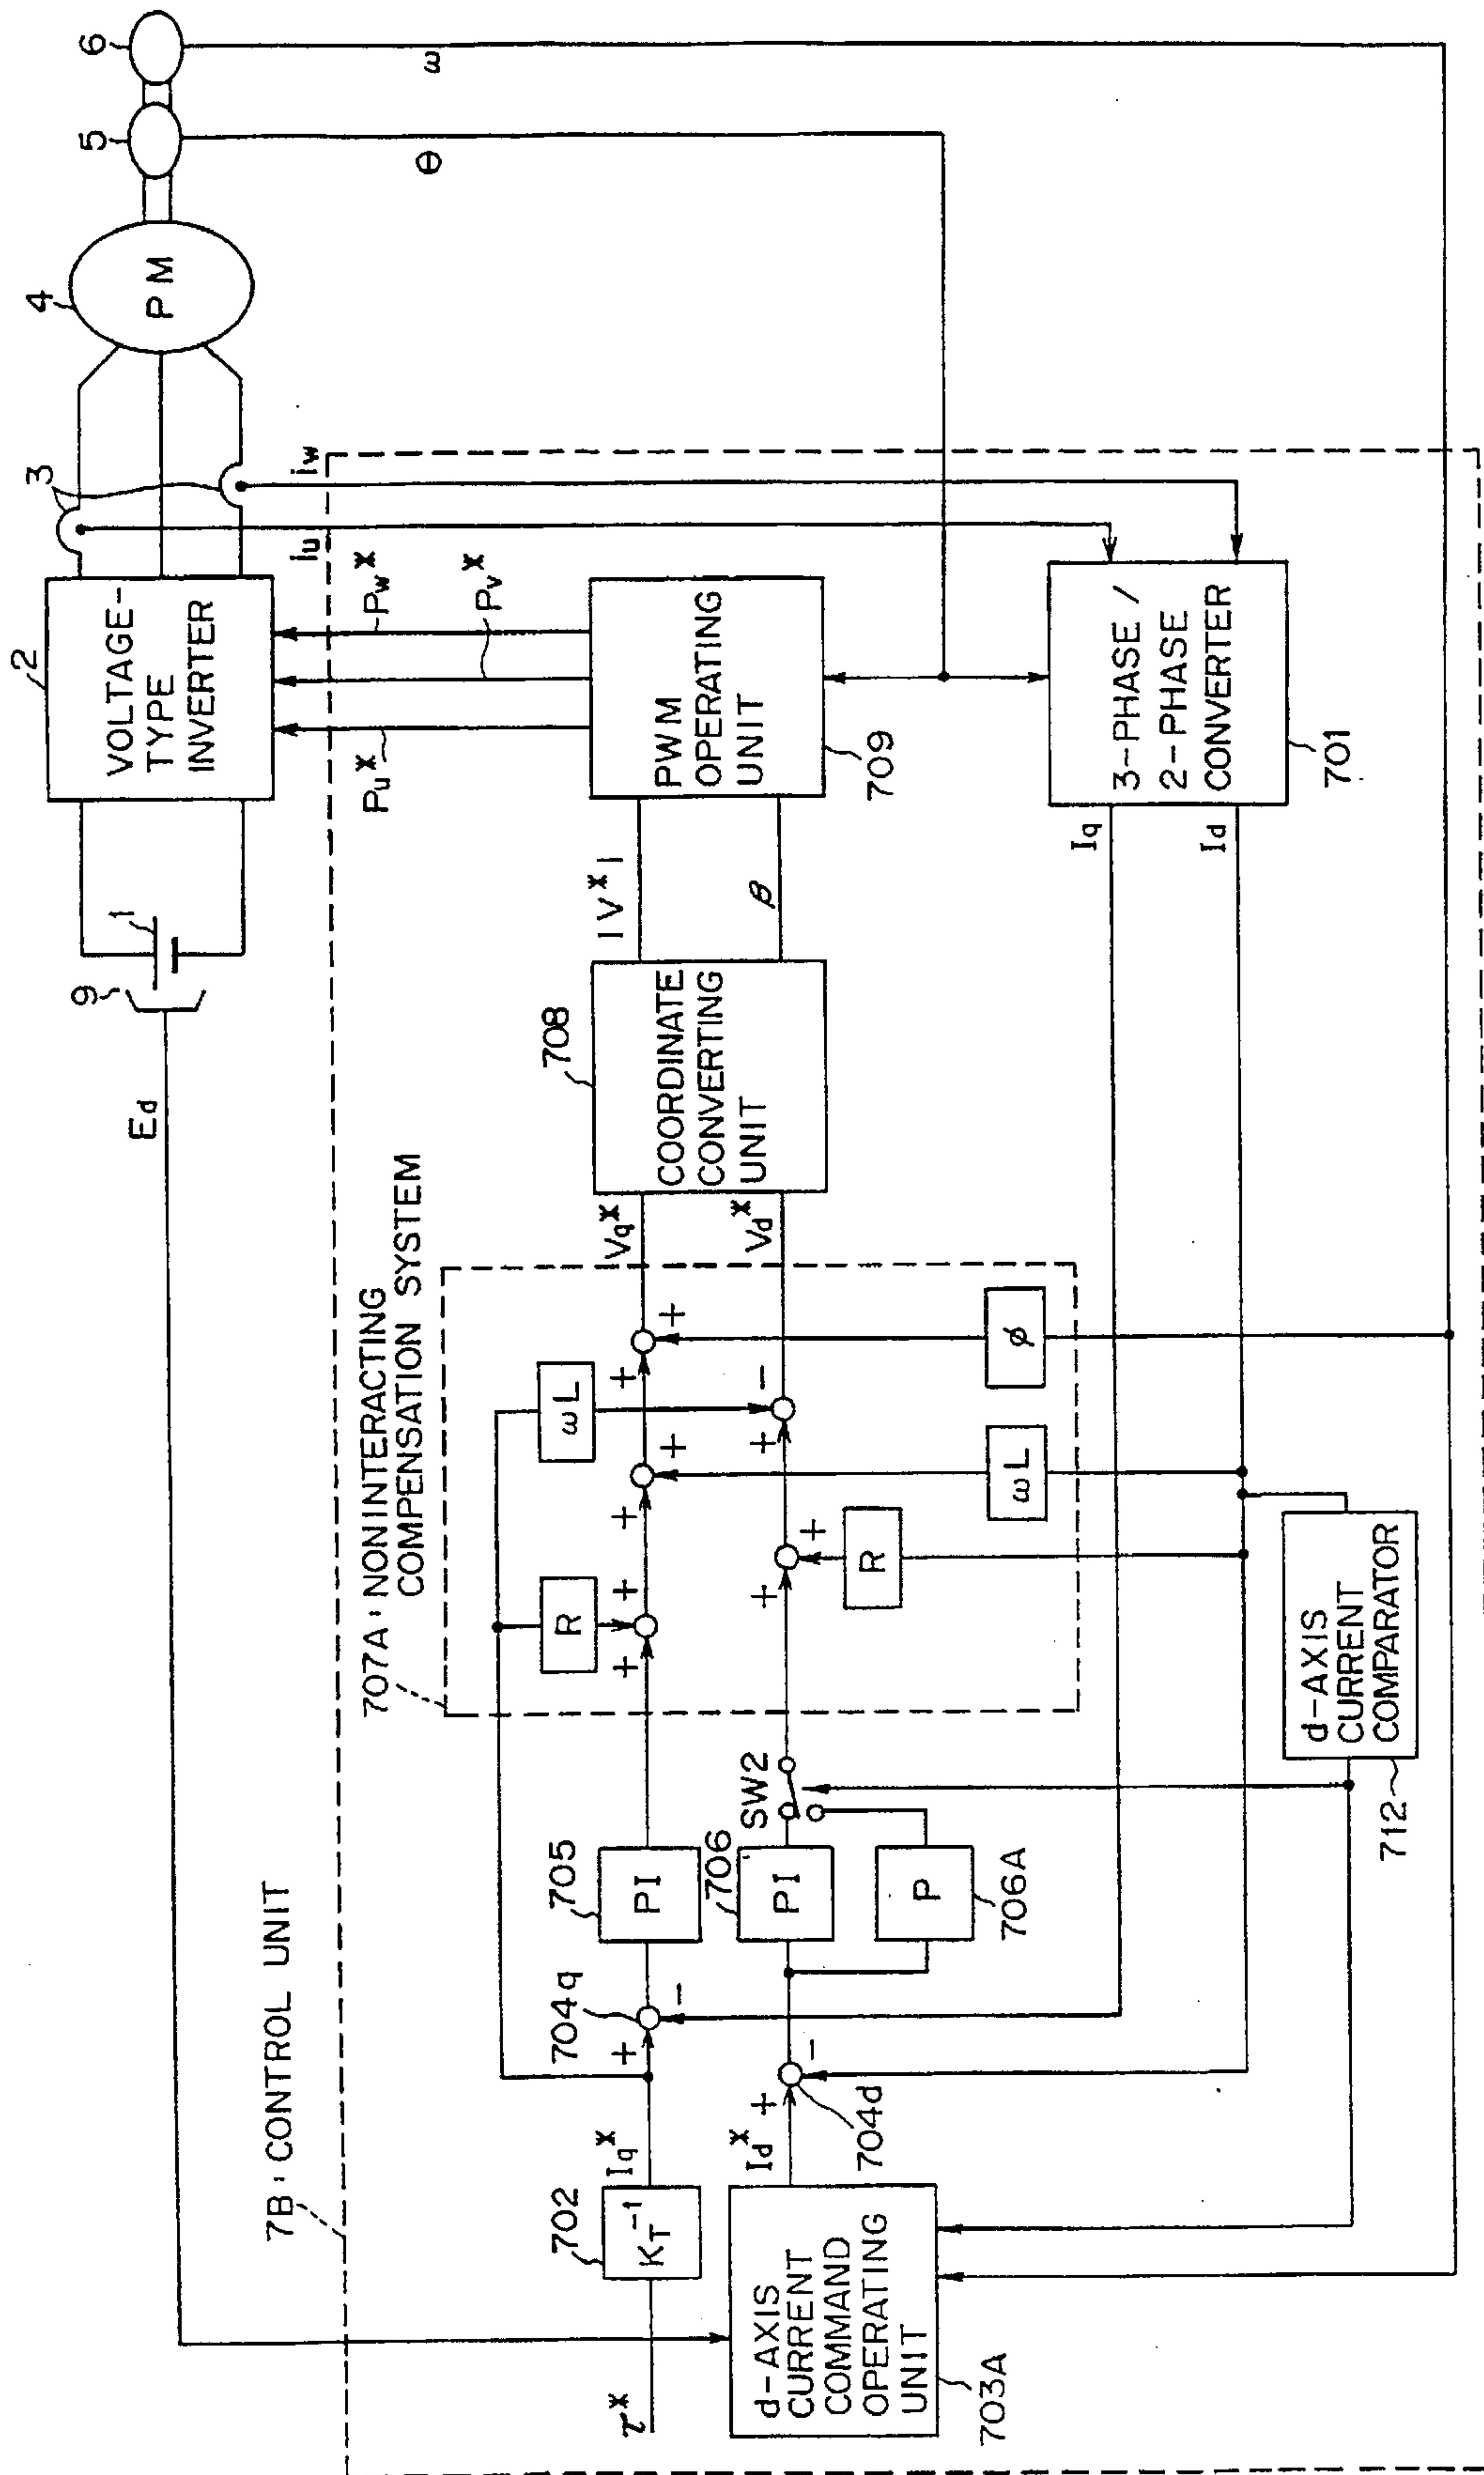 6
5
4
PM
ω
θ
3
iw
iu
2
VOLTAGE-
TYPE
INVERTER
Pw*
Pv*
Pu*
9
1
Ed
PWM
OPERATING
UNIT
709
3-PHASE /
2-PHASE
CONVERTER
701
|V*|
β
Iq
Id
708
COORDINATE
CONVERTING
UNIT
707A: NONINTERACTING
COMPENSATION SYSTEM
Vq*
Vd*
+
+
-
+
+
+
+
+
+
+
ωL
ωL
φ
R
R
SW2
705
PI
706
PI
P
706A
d-AXIS
CURRENT
COMPARATOR
712
7B: CONTROL UNIT
704q
+
-
704d
+
-
Iq*
Id*
702
KT⁻¹
τ*
d-AXIS
CURRENT
COMMAND
OPERATING
UNIT
703A